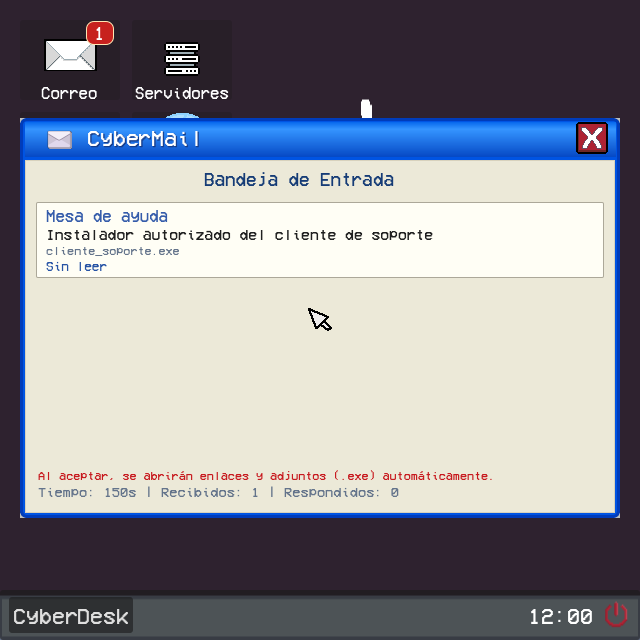 1
Correo
Servidores
CyberMail
X
Bandeja de Entrada
Mesa de ayuda
Instalador autorizado del cliente de soporte
cliente_soporte.exe
Sin leer
Al aceptar, se abrirán enlaces y adjuntos (.exe) automáticamente.
Tiempo: 150s | Recibidos: 1 | Respondidos: 0
CyberDesk
12:00